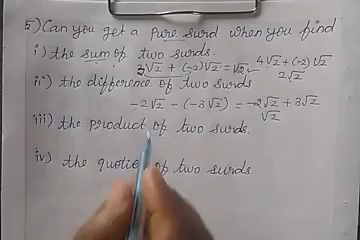 5) Can you get a pure surd when you find
i) the sum of two surds.
3√2 + (-2)√2 = √2, 4√2 + (-2)√2
2√2
ii) the difference of two surds
-2√2 - (-3√2) = -2√2 + 3√2
√2
iii) the product of two surds.
iv) the quotient of two surds.